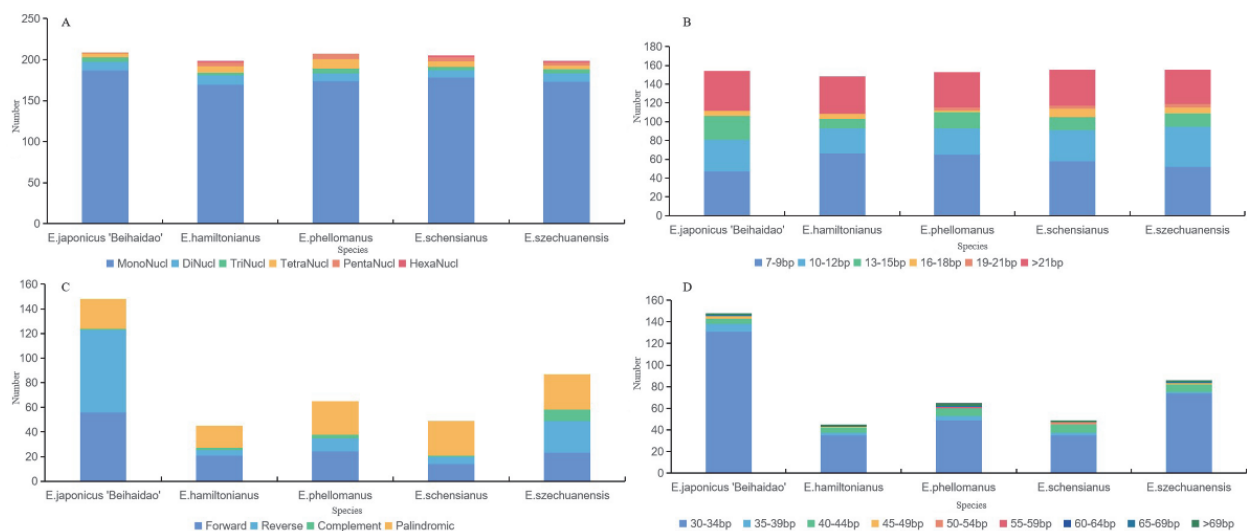 A
250
200
150
100
50
0
Number
E.japonicus 'Beihaidao' E.hamiltonianus E.phellomanus E.schensianus E.szechuanensis
Species
MonoNucl DiNucl TriNucl TetraNucl PentaNucl HexaNucl
B
180
160
140
120
100
80
60
40
20
0
Number
E.japonicus 'Beihaidao' E.hamiltonianus E.phellomanus E.schensianus E.szechuanensis
Species
7-9bp 10-12bp 13-15bp 16-18bp 19-21bp >21bp
C
160
140
120
100
80
60
40
20
0
Number
E.japonicus 'Beihaidao' E.hamiltonianus E.phellomanus E.schensianus E.szechuanensis
Species
Forward Reverse Complement Palindromic
D
160
140
120
100
80
60
40
20
0
Number
E.japonicus 'Beihaidao' E.hamiltonianus E.phellomanus E.schensianus E.szechuanensis
Species
30-34bp 35-39bp 40-44bp 45-49bp 50-54bp 55-59bp 60-64bp 65-69bp >69bp